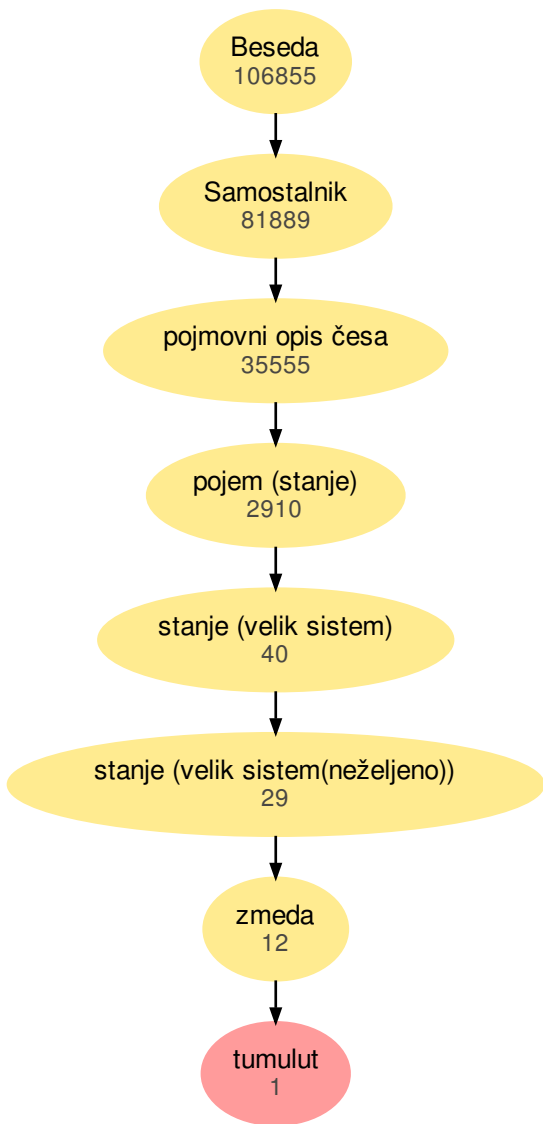 Beseda
106855
Samostalnik
81889
pojmovni opis česa
35555
pojem (stanje)
2910
stanje (velik sistem)
40
stanje (velik sistem(neželjeno))
29
zmeda
12
tumulut
1